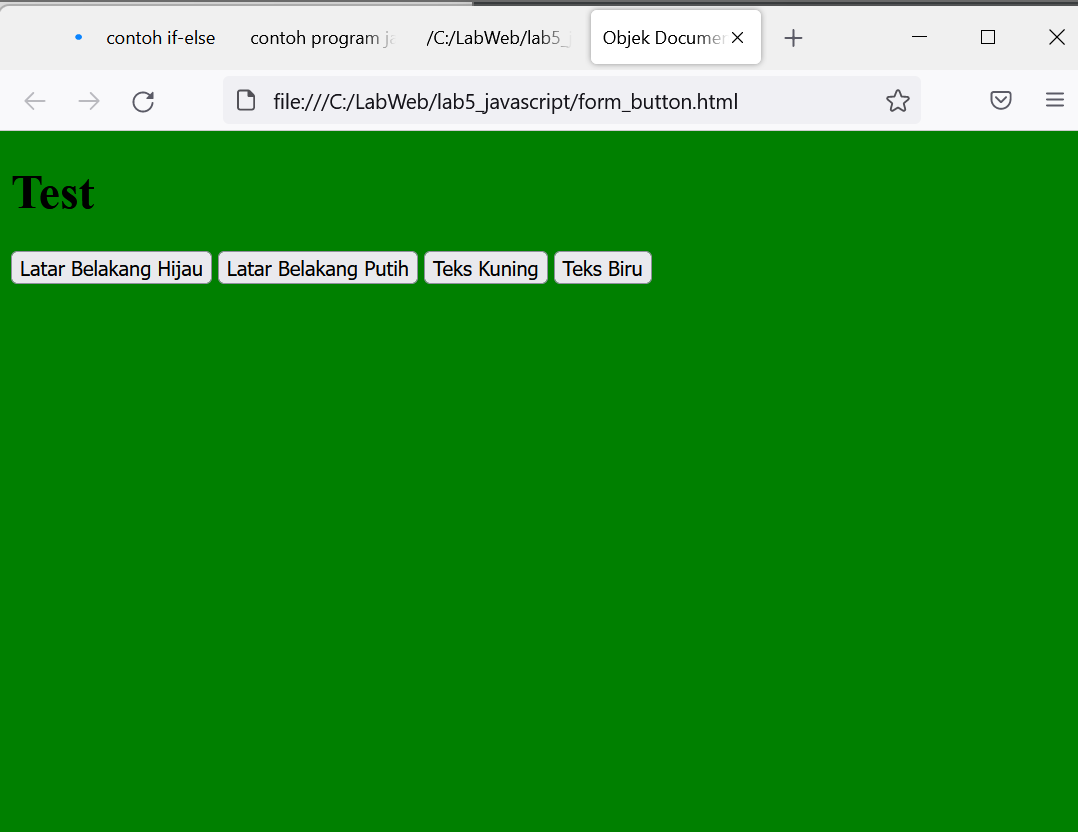 contoh if-else contoh program ja /C:/LabWeb/lab5_j Objek Documen
file:///C:/LabWeb/lab5_javascript/form_button.html
Test
Latar Belakang Hijau Latar Belakang Putih Teks Kuning Teks Biru